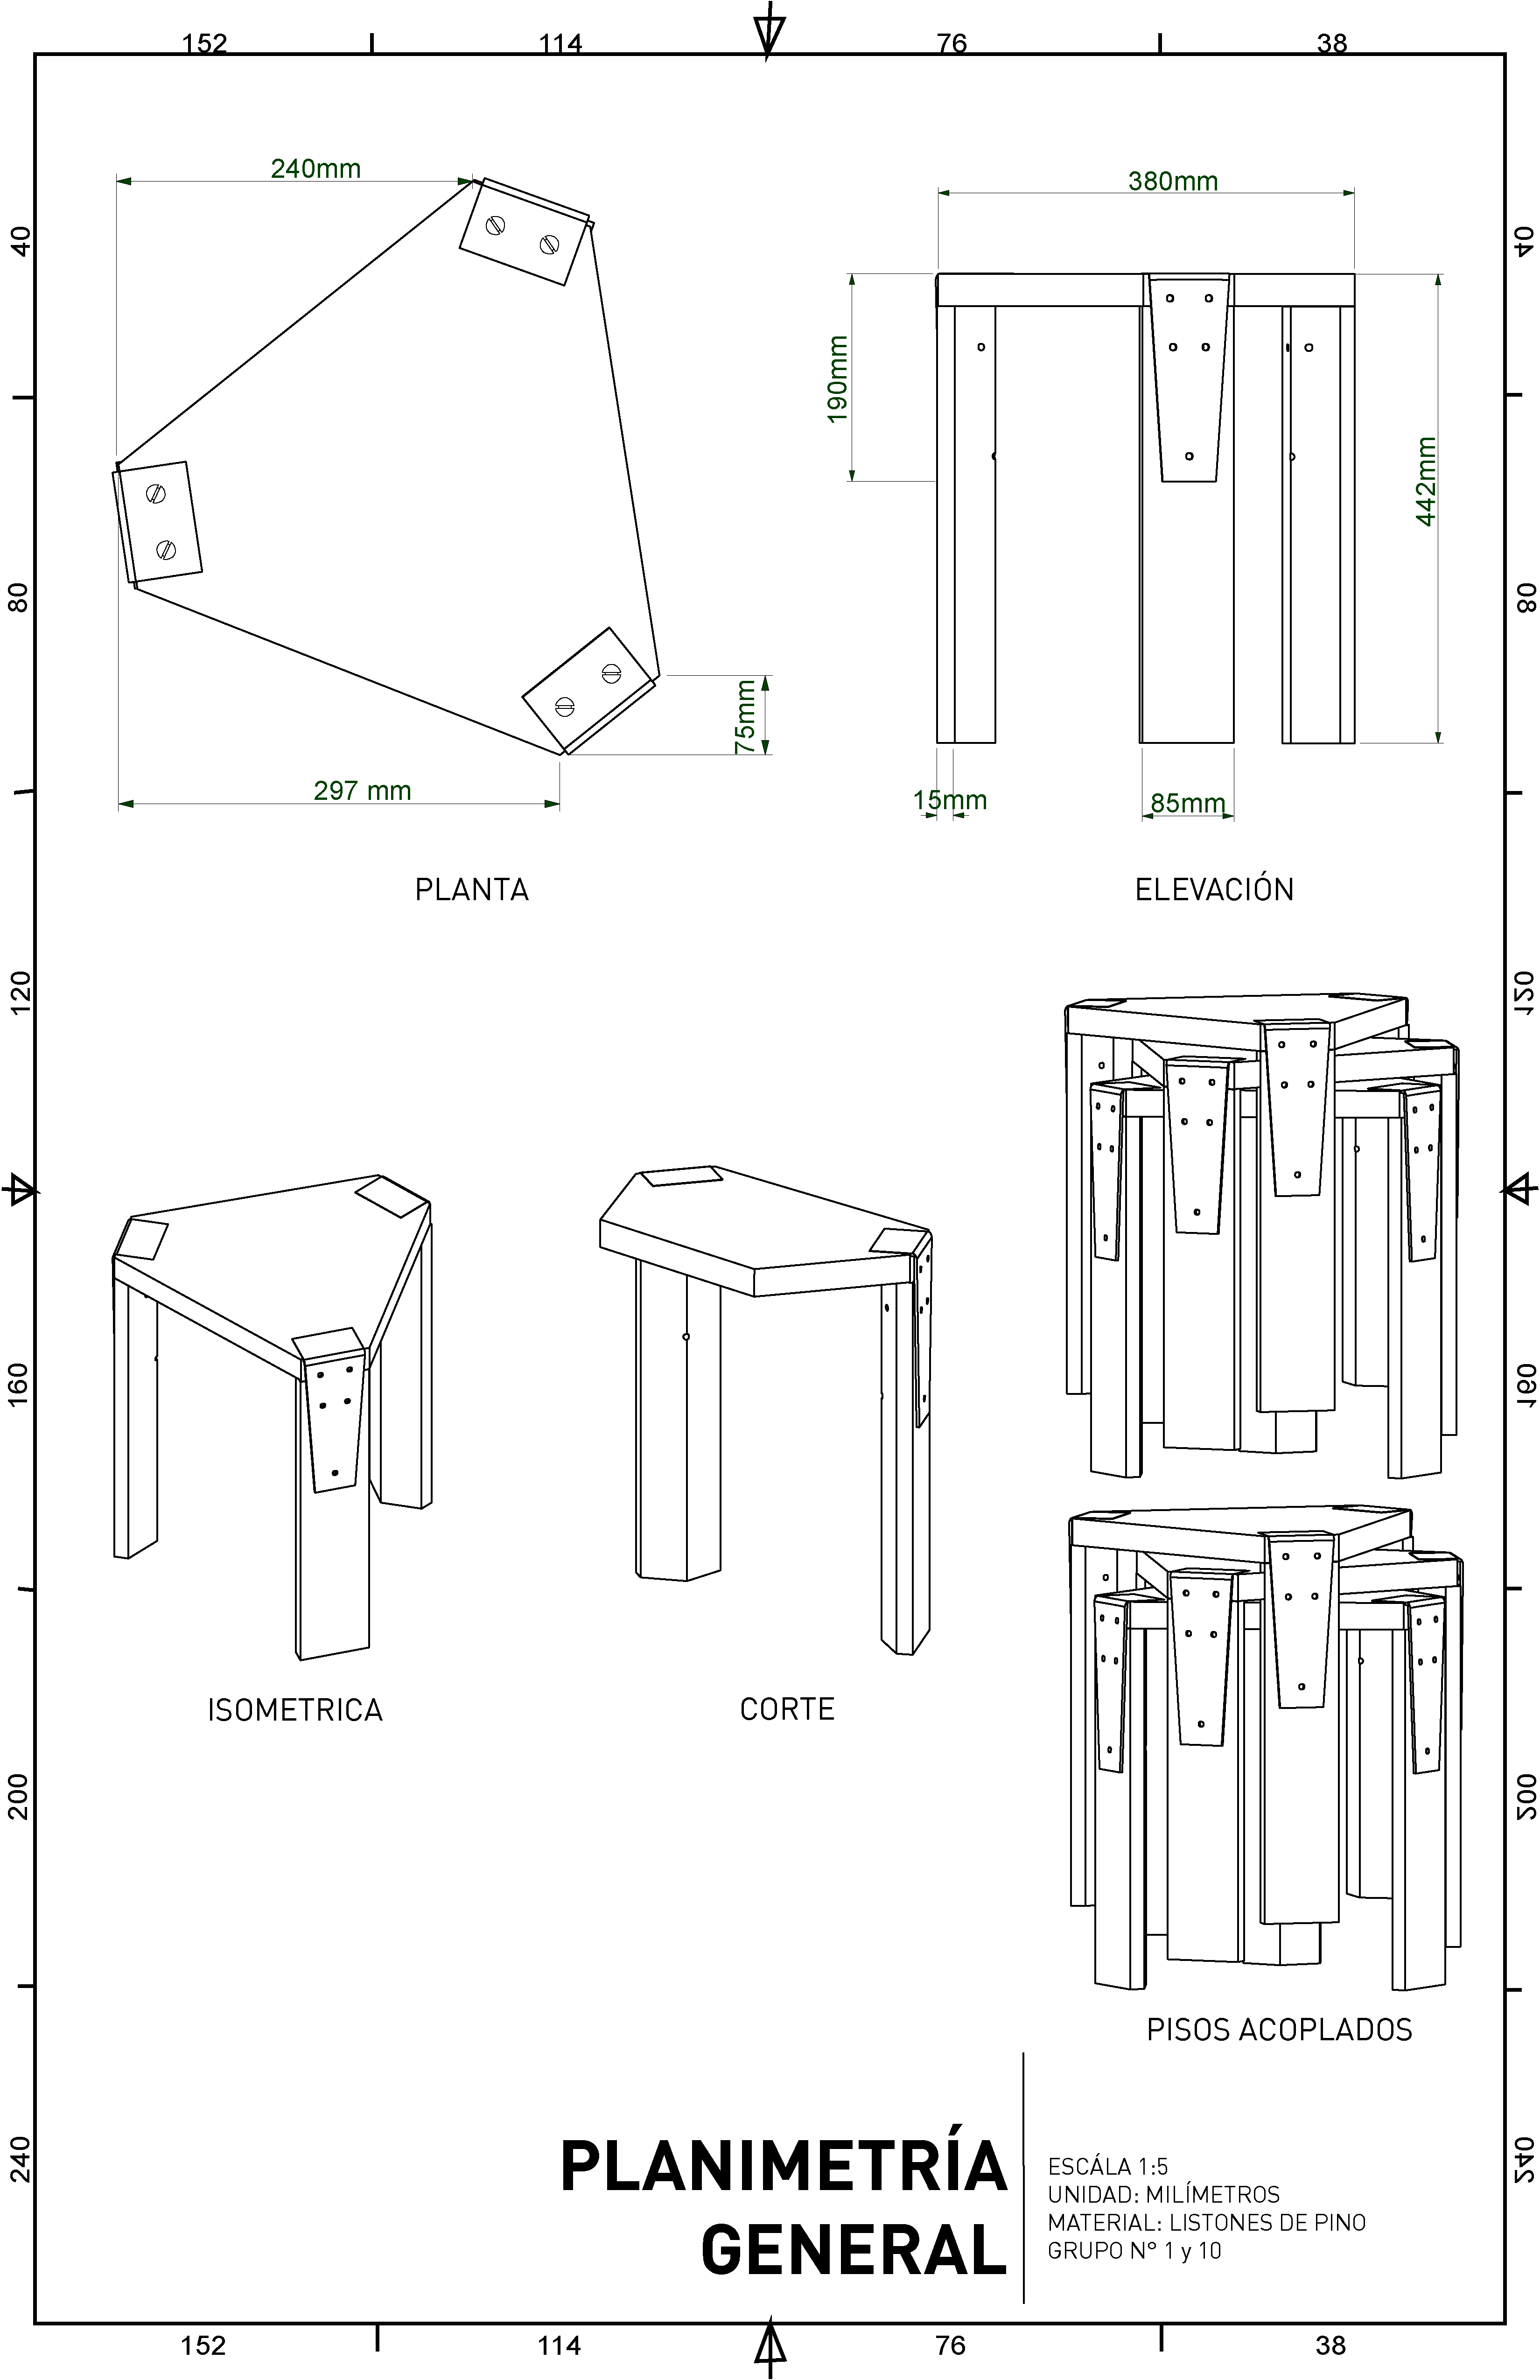 152 114 76 38
240mm
380mm
40
40
190mm
442mm
80
80
75mm
297 mm
15mm
85mm
PLANTA
ELEVACIÓN
120
120
160
160
ISOMETRICA
CORTE
200
200
PISOS ACOPLADOS
PLANIMETRÍA
GENERAL
ESCÁLA 1:5
UNIDAD: MILÍMETROS
MATERIAL: LISTONES DE PINO
GRUPO N° 1 y 10
240
240
152 114 76 38